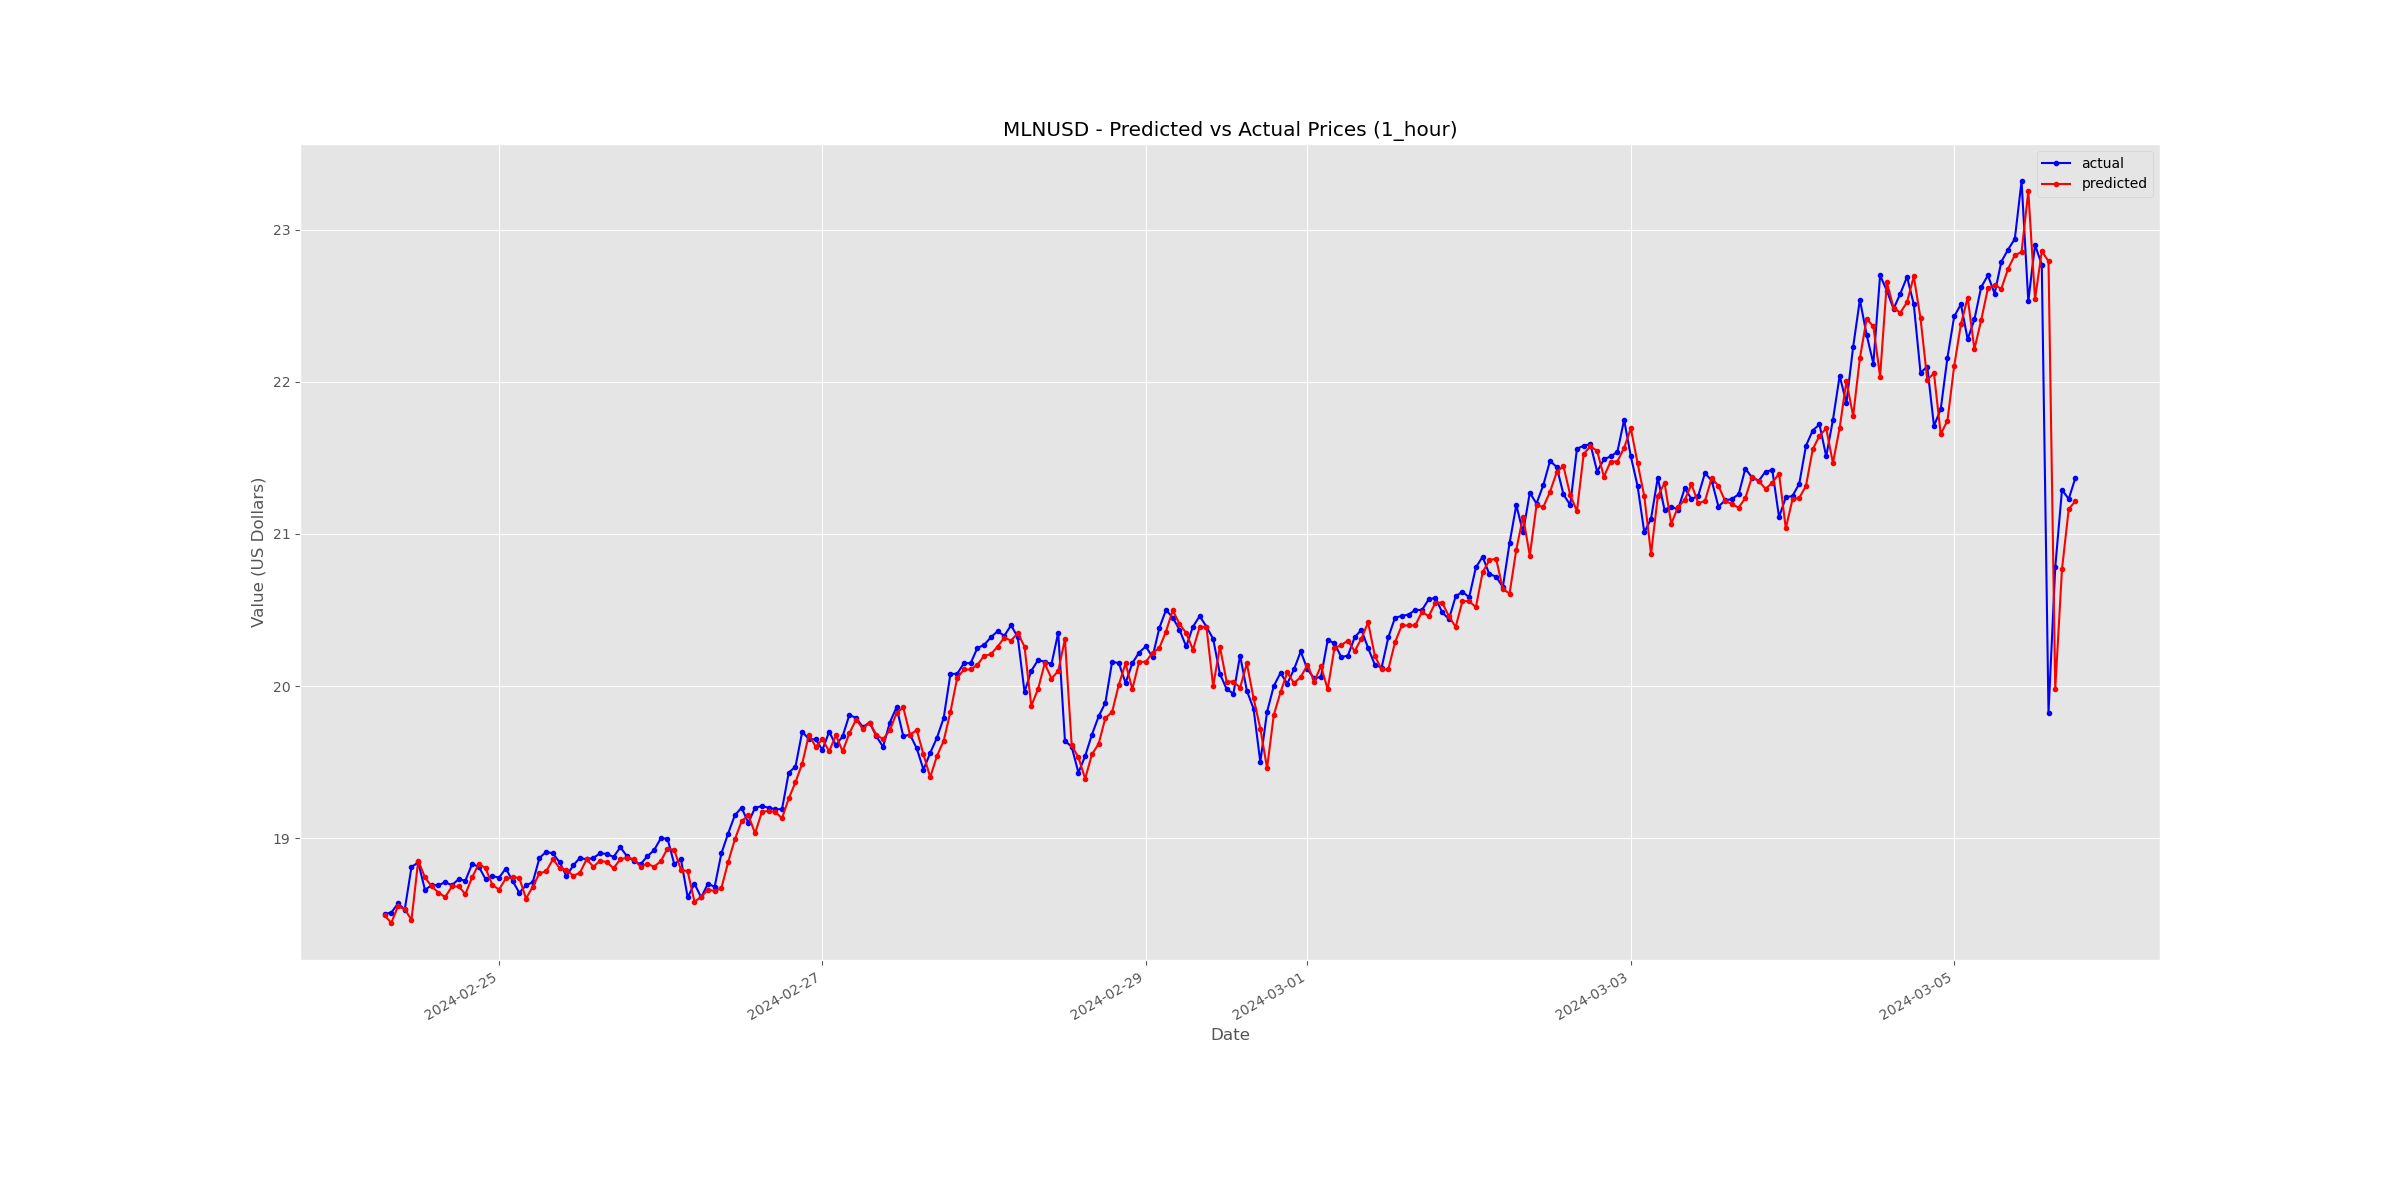 MLNUSD - Predicted vs Actual Prices (1_hour)
actual
predicted
23
22
21
20
19
Value (US Dollars)
2024-02-25
2024-02-27
2024-02-29
2024-03-01
2024-03-03
2024-03-05
Date